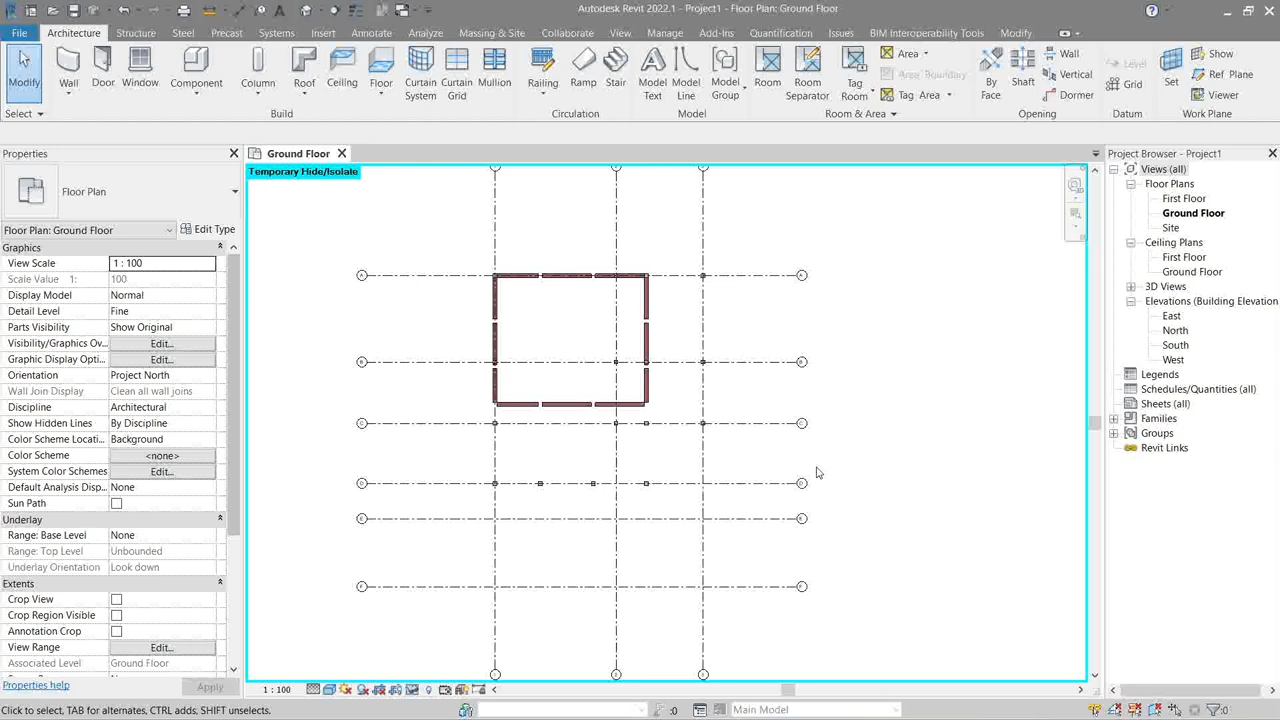 Autodesk Revit 2022.1 - Project1 - Floor Plan: Ground Floor
File Architecture Structure Steel Precast Systems Insert Annotate Analyze Massing & Site Collaborate View Manage Add-Ins Quantification Issues BIM Interoperability Tools Modify
Modify Wall Door Window Component Column Roof Ceiling Floor Curtain System Curtain Grid Mullion Railing Ramp Stair Model Text Model Line Model Group Room Room Separator Tag Room
Area Area Boundary Tag Area
By Face Shaft Wall Vertical Dormer
Level Grid
Set Show Ref Plane Viewer
Select Build Circulation Model Room & Area Opening Datum Work Plane
Properties
Floor Plan
Floor Plan: Ground Floor Edit Type
Graphics
View Scale 1 : 100
Scale Value 1: 100
Display Model Normal
Detail Level Fine
Parts Visibility Show Original
Visibility/Graphics Ov... Edit...
Graphic Display Opti... Edit...
Orientation Project North
Wall Join Display Clean all wall joins
Discipline Architectural
Show Hidden Lines By Discipline
Color Scheme Locati... Background
Color Scheme <none>
System Color Schemes Edit...
Default Analysis Disp... None
Sun Path
Underlay
Range: Base Level None
Range: Top Level Unbounded
Underlay Orientation Look down
Extents
Crop View
Crop Region Visible
Annotation Crop
View Range Edit...
Associated Level Ground Floor
Properties help Apply
Ground Floor
Temporary Hide/Isolate
1 : 100
Project Browser - Project1
Views (all)
Floor Plans
First Floor
Ground Floor
Site
Ceiling Plans
First Floor
Ground Floor
3D Views
Elevations (Building Elevation
East
North
South
West
Legends
Schedules/Quantities (all)
Sheets (all)
Families
Groups
Revit Links
Click to select, TAB for alternates, CTRL adds, SHIFT unselects.
:0 Main Model :0